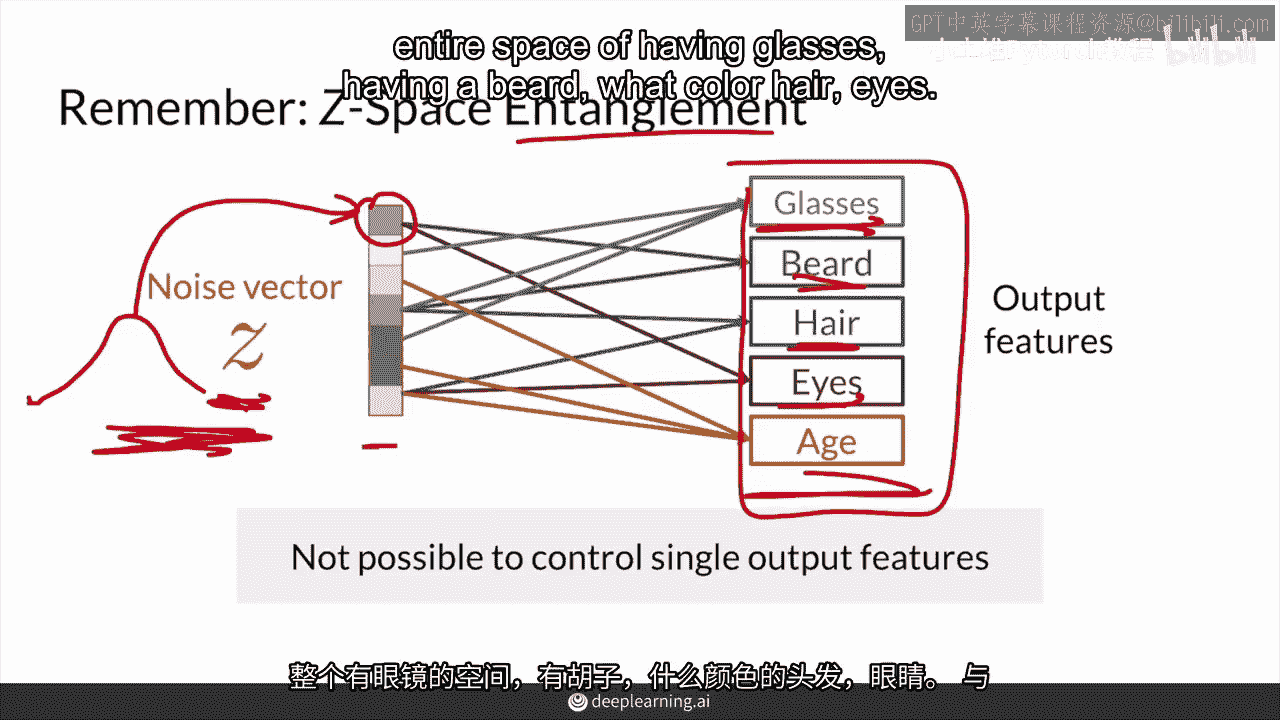 GPT中英字幕课程资源@bilibili.com
entire space of having glasses,
having a beard, what color hair, eyes.
bilibili
Remember: Z-Space Entanglement
Noise vector
z
Glasses
Beard
Hair
Eyes
Age
Output
features
Not possible to control single output features
整个有眼镜的空间，有胡子，什么颜色的头发，眼睛。 与
deeplearning.ai